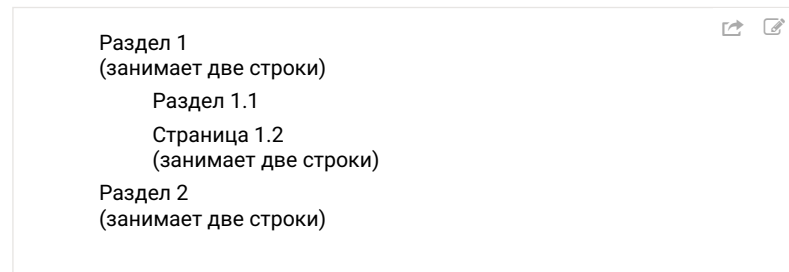 Раздел 1
(занимает две строки)
Раздел 1.1
Страница 1.2
(занимает две строки)
Раздел 2
(занимает две строки)